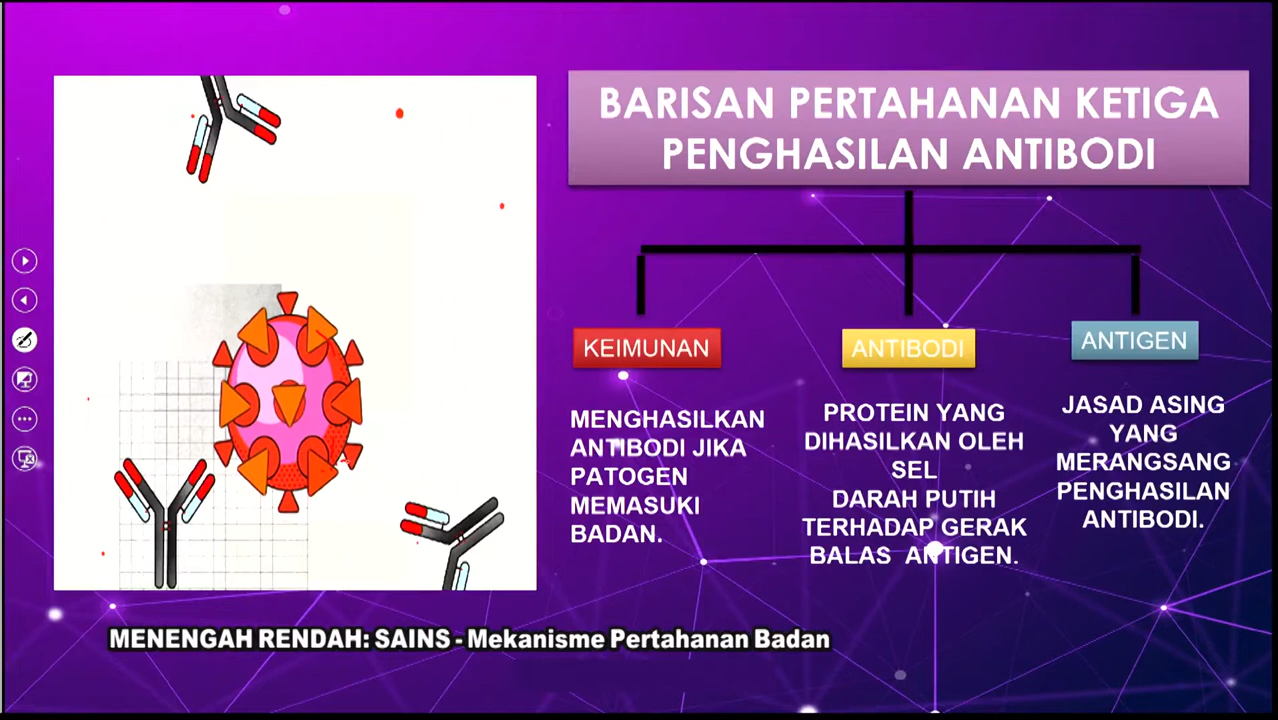 BARISAN PERTAHANAN KETIGA
PENGHASILAN ANTIBODI
KEIMUNAN
MENGHASILKAN
ANTIBODI JIKA
PATOGEN
MEMASUKI
BADAN.
ANTIBODI
PROTEIN YANG
DIHASILKAN OLEH
SEL
DARAH PUTIH
TERHADAP GERAK
BALAS ANTIGEN.
ANTIGEN
JASAD ASING
YANG
MERANGSANG
PENGHASILAN
ANTIBODI.
MENENGAH RENDAH: SAINS - Mekanisme Pertahanan Badan